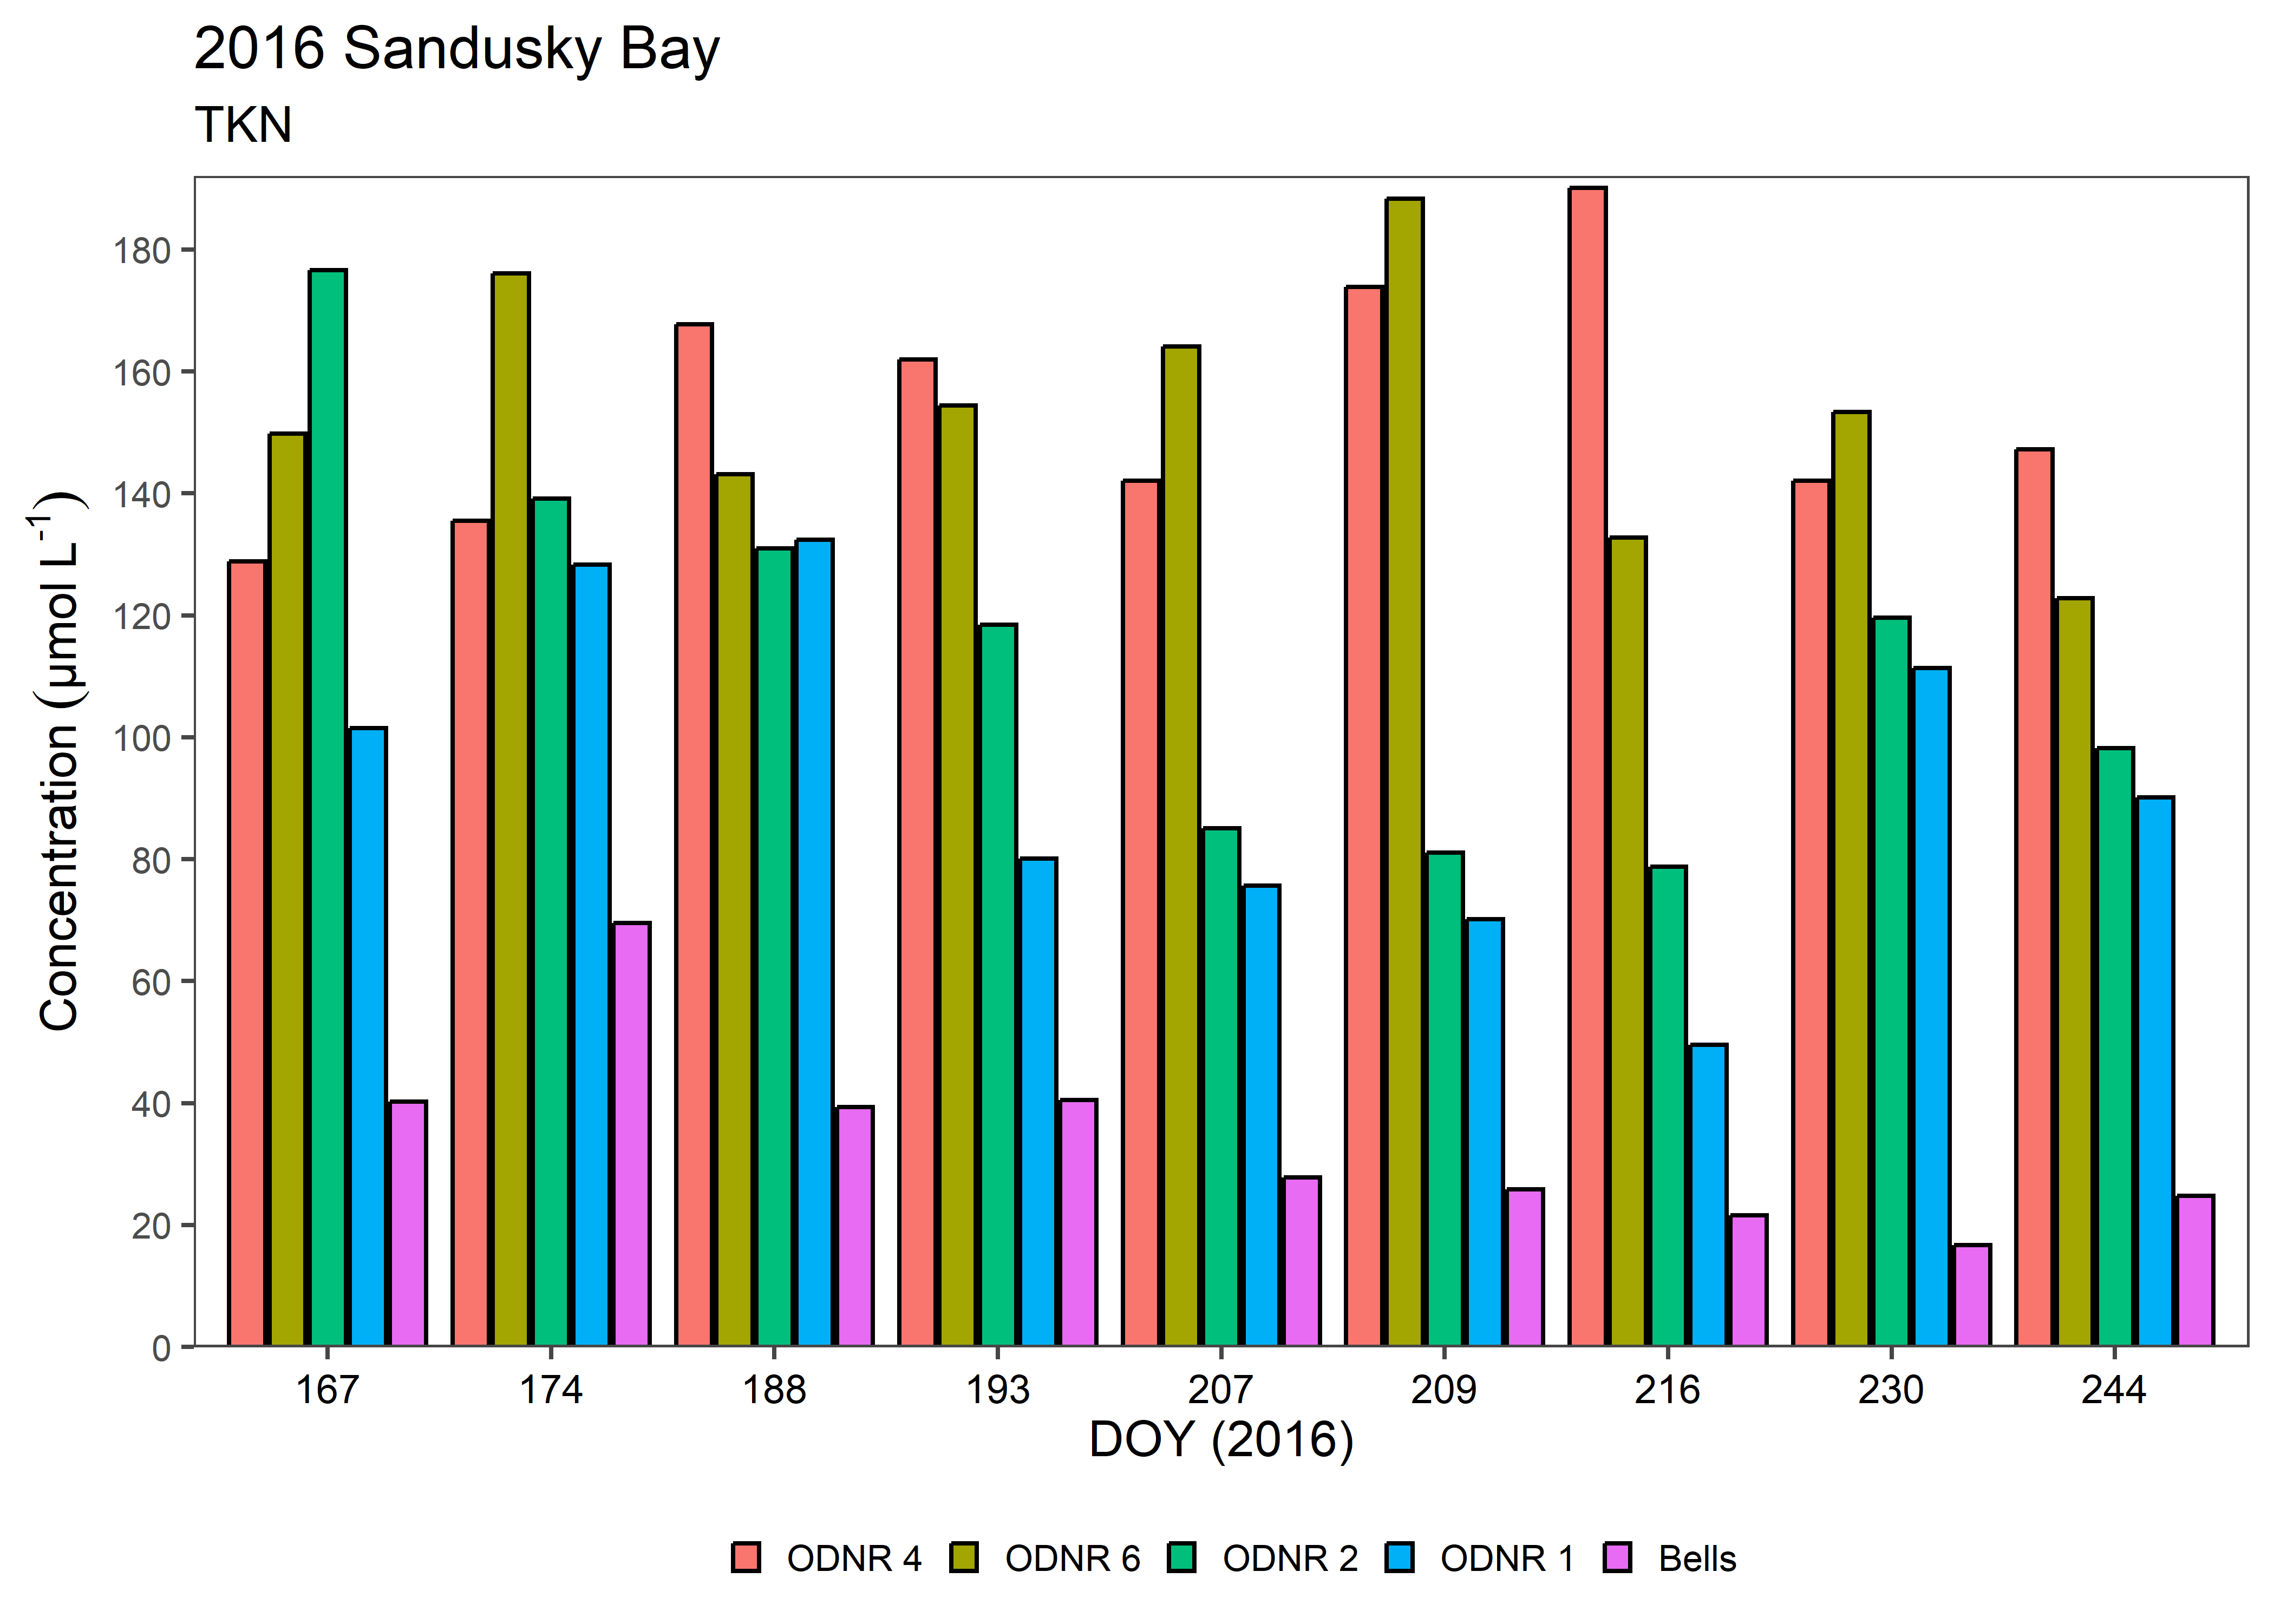 2016 Sandusky Bay
TKN
Concentration (µmol L⁻¹)
180
160
140
120
100
80
60
40
20
0
167 174 188 193 207 209 216 230 244
DOY (2016)
ODNR 4 ODNR 6 ODNR 2 ODNR 1 Bells